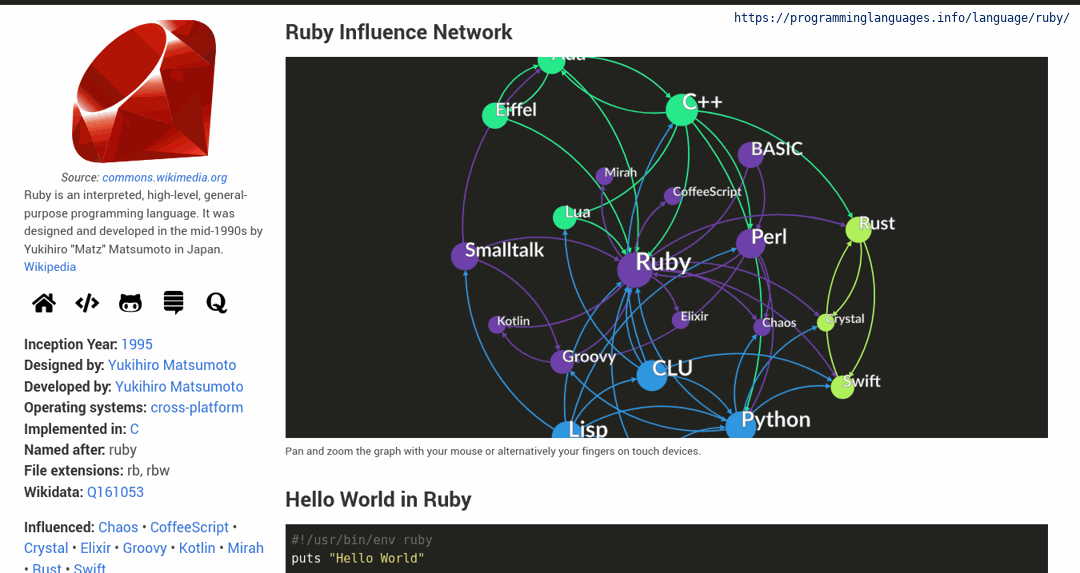 https://programminglanguages.info/language/ruby/
Source: commons.wikimedia.org
Ruby is an interpreted, high-level, general-
purpose programming language. It was
designed and developed in the mid-1990s by
Yukihiro "Matz" Matsumoto in Japan.
Wikipedia
Inception Year: 1995
Designed by: Yukihiro Matsumoto
Developed by: Yukihiro Matsumoto
Operating systems: cross-platform
Implemented in: C
Named after: ruby
File extensions: rb, rbw
Wikidata: Q161053
Influenced: Chaos • CoffeeScript •
Crystal • Elixir • Groovy • Kotlin • Mirah
• Rust • Swift
Ruby Influence Network
Ada
Eiffel
C++
BASIC
Mirah
CoffeeScript
Lua
Rust
Smalltalk
Perl
Ruby
Kotlin
Elixir
Chaos
Crystal
Groovy
CLU
Swift
Lisp
Python
Pan and zoom the graph with your mouse or alternatively your fingers on touch devices.
Hello World in Ruby
#!/usr/bin/env ruby
puts "Hello World"